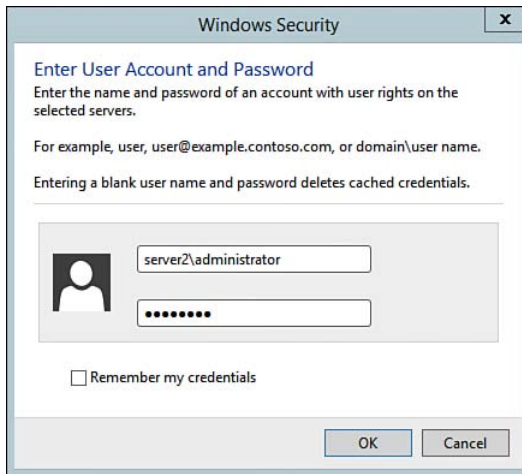 Windows Security
x
Enter User Account and Password
Enter the name and password of an account with user rights on the
selected servers.
For example, user, user@example.contoso.com, or domain\user name.
Entering a blank user name and password deletes cached credentials.
server2\administrator
●●●●●●●●
Remember my credentials
OK
Cancel